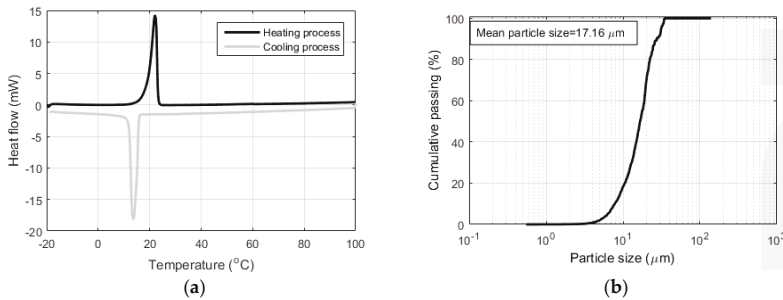 15
10
5
0
-5
-10
-15
-20
Heat flow (mW)
-20
0
20
40
60
80
100
Temperature (°C)
Heating process
Cooling process
(a)
100
80
60
40
20
0
Cumulative passing (%)
Mean particle size=17.16 μm
10⁻¹
10⁰
10¹
10²
10³
Particle size (μm)
(b)